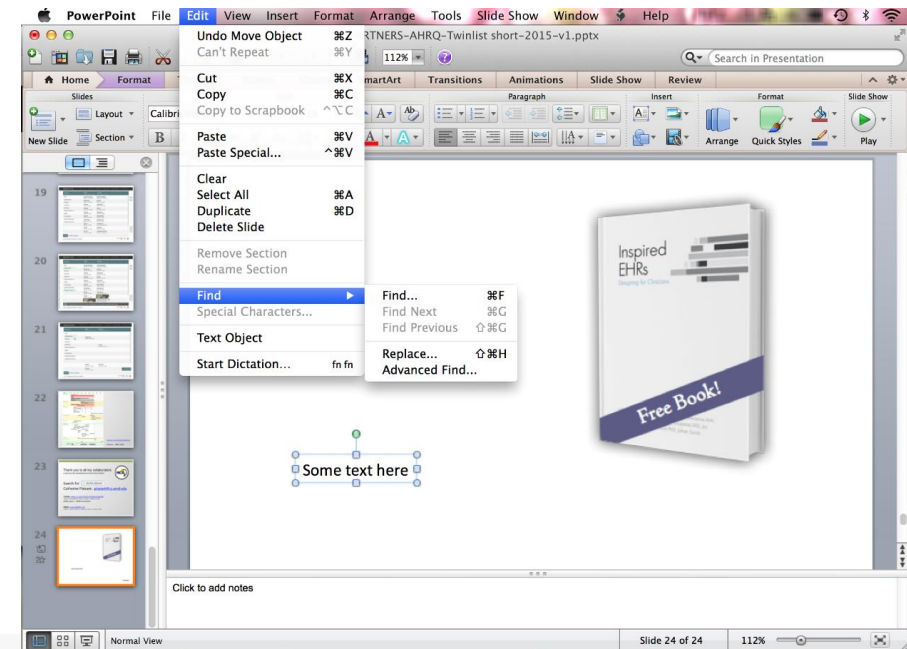 PowerPoint File Edit View Insert Format Arrange Tools Slide Show Window Help
RTNERS-AHRQ-Twinlist short-2015-v1.pptx
112%
Search in Presentation
Home Format martArt Transitions Animations Slide Show Review
Slides Paragraph Insert Format Slide Show
New Slide Layout Section Calibri B
Arrange Quick Styles Play
Undo Move Object ⌘Z
Can't Repeat ⌘Y
Cut ⌘X
Copy ⌘C
Copy to Scrapbook ^⌥C
Paste ⌘V
Paste Special... ^⌘V
Clear
Select All ⌘A
Duplicate ⌘D
Delete Slide
Remove Section
Rename Section
Find
Special Characters...
Text Object
Start Dictation... fn fn
Find... ⌘F
Find Next ⌘G
Find Previous ⇧⌘G
Replace... ⇧⌘H
Advanced Find...
19
20
21
22
23
24
Inspired
EHRs
Designing for Clinicians
Free Book!
Some text here
Click to add notes
Normal View Slide 24 of 24 112%